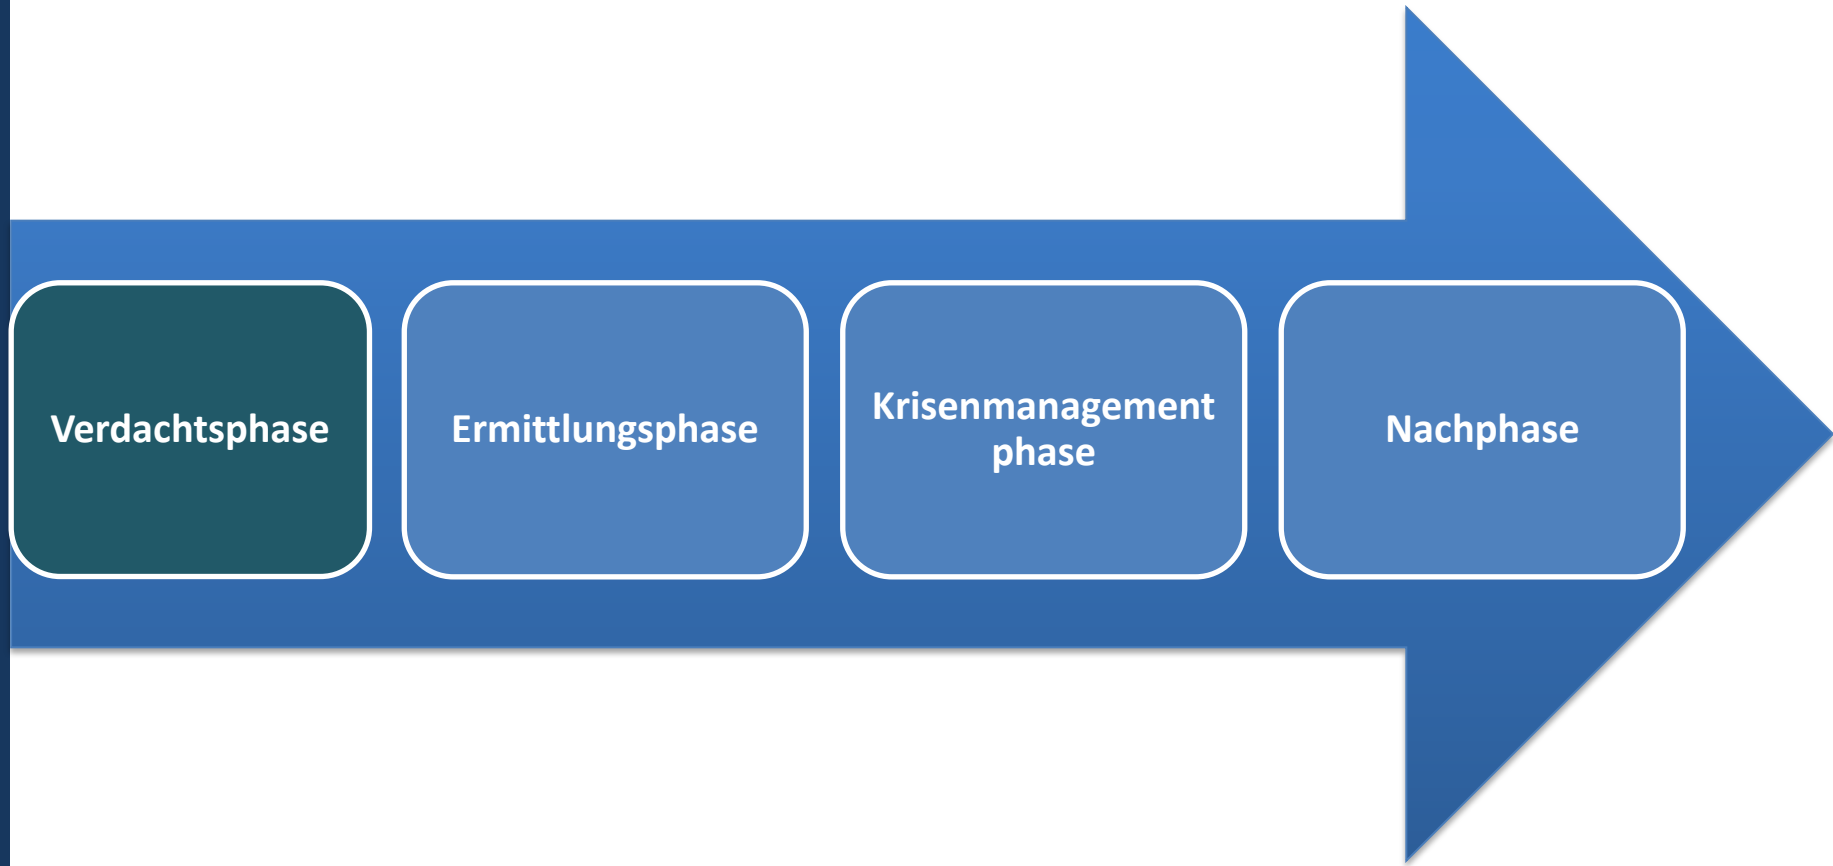 Verdachtsphase
Ermittlungsphase
Krisenmanagement
phase
Nachphase